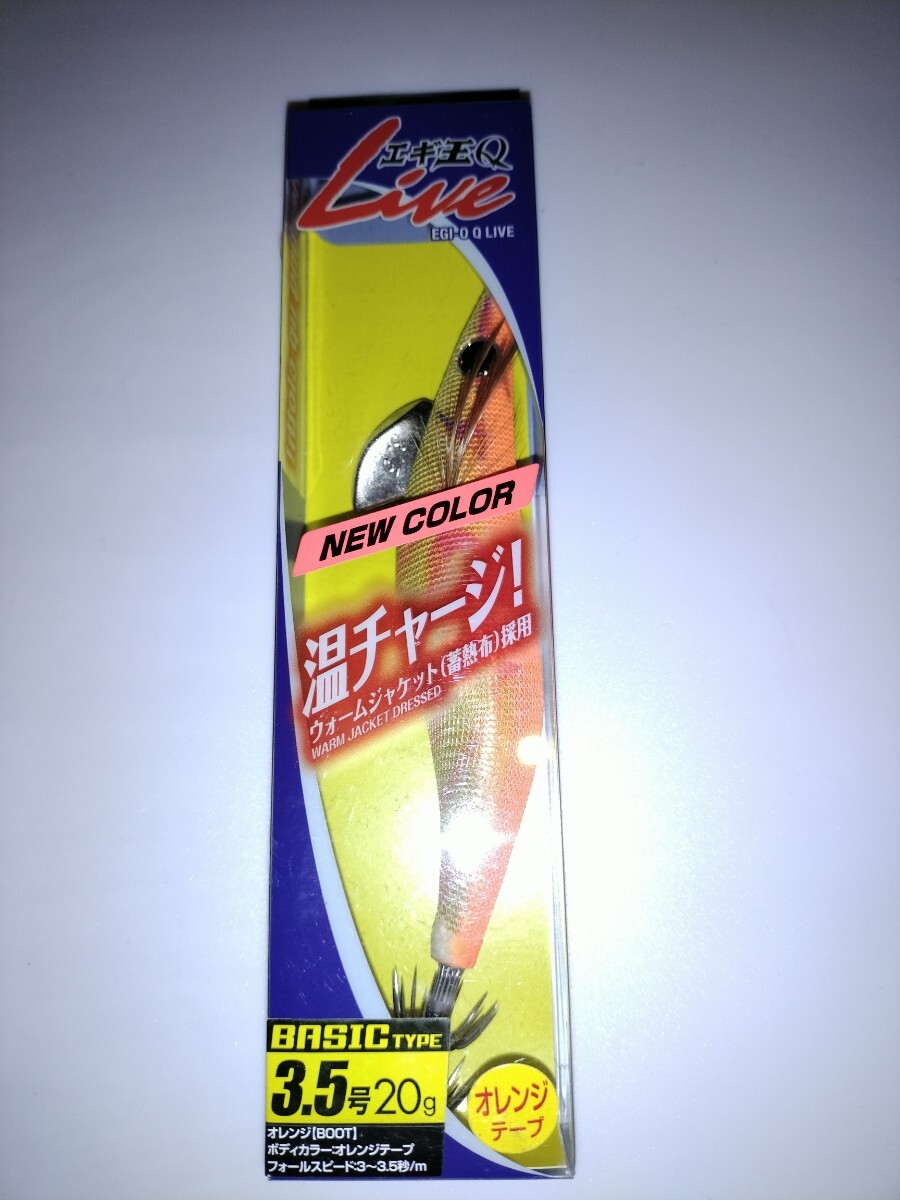 エギ王Q
Live
EGI-O Q LIVE
NEW COLOR
温チャージ!
ウォームジャケット(蓄熱布)採用
WARM JACKET DRESSED
BASIC TYPE
3.5号 20g
オレンジ【BOOT】
ボディカラー:オレンジテープ
フォールスピード:3〜3.5秒/m
オレンジ
テープ